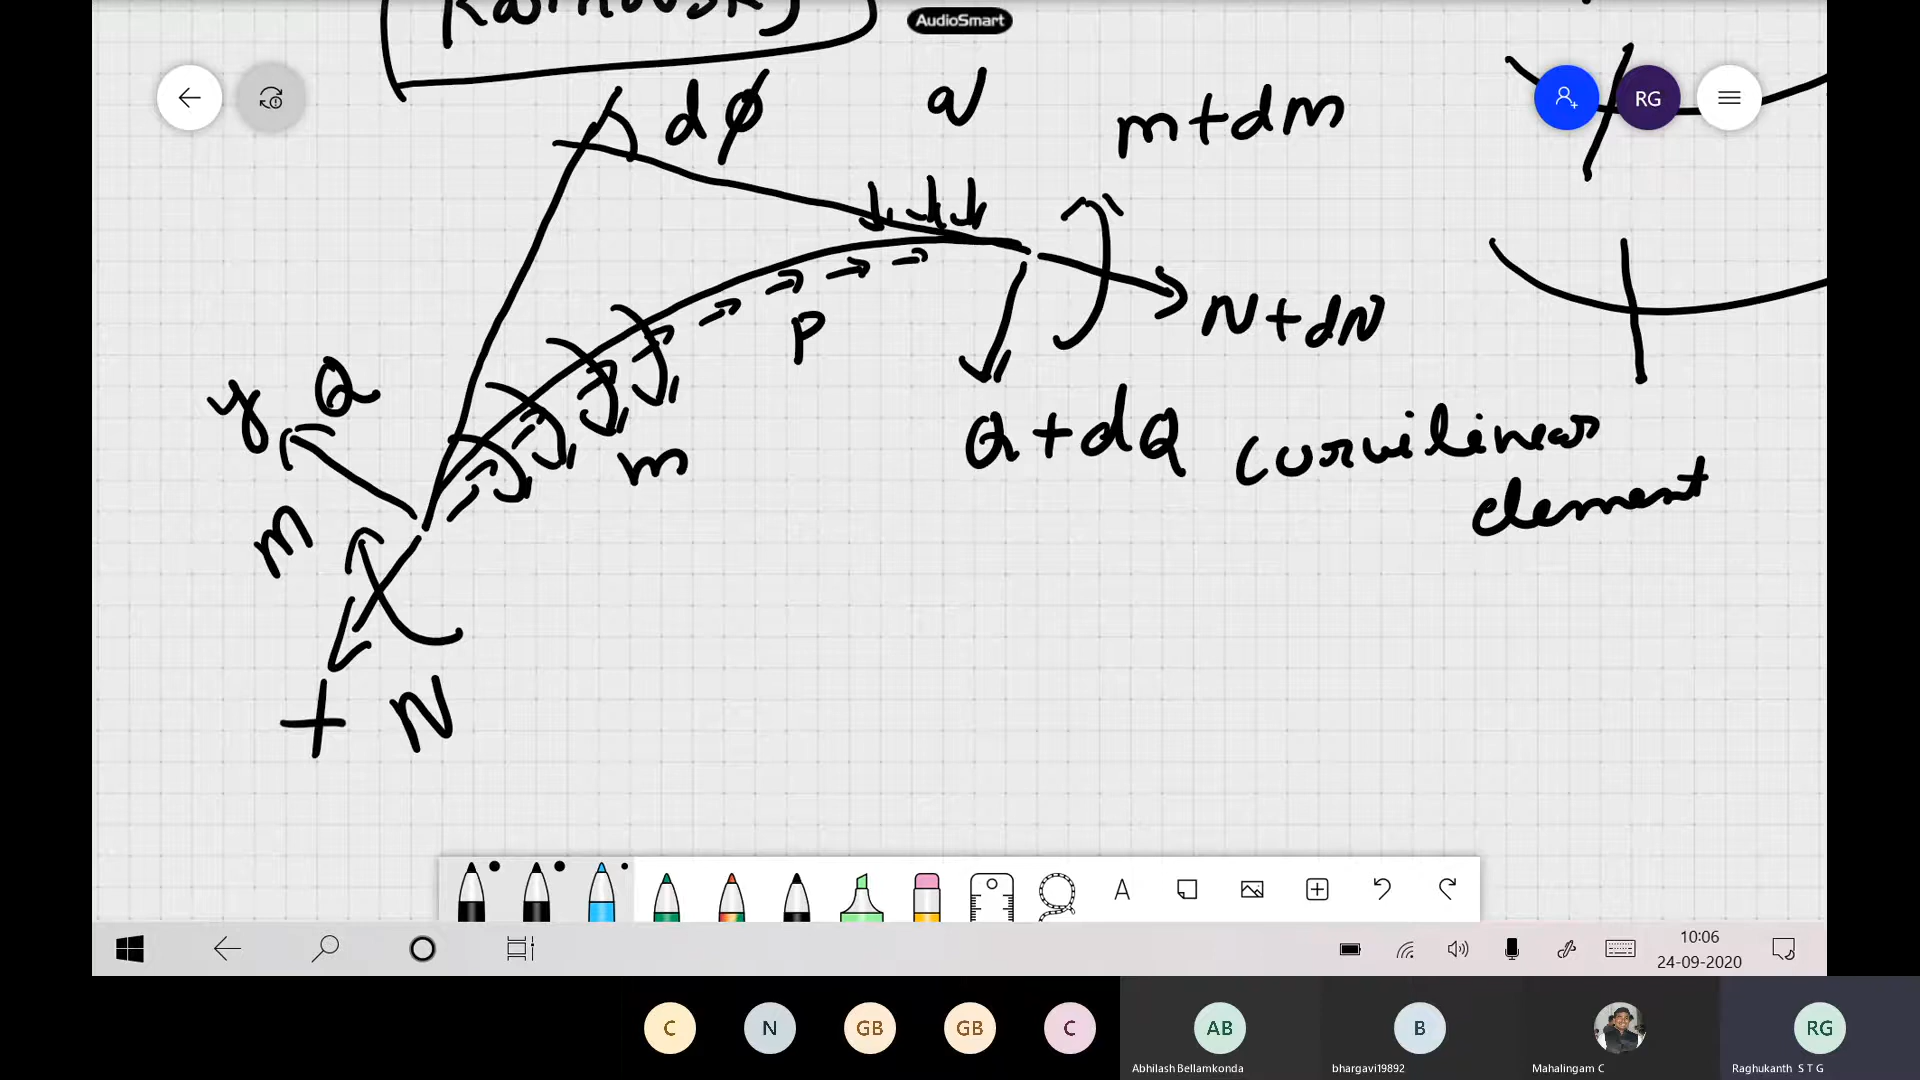 AudioSmart
RG
dϕ
q
m+dm
N+dN
P
Q
m
M
Q+dQ
curvilinear
element
+ N
A
10:06
24-09-2020
C
N
GB
GB
C
AB
Abhilash Bellamkonda
B
bhargavi19892
Mahalingam C
RG
Raghukanth S T G